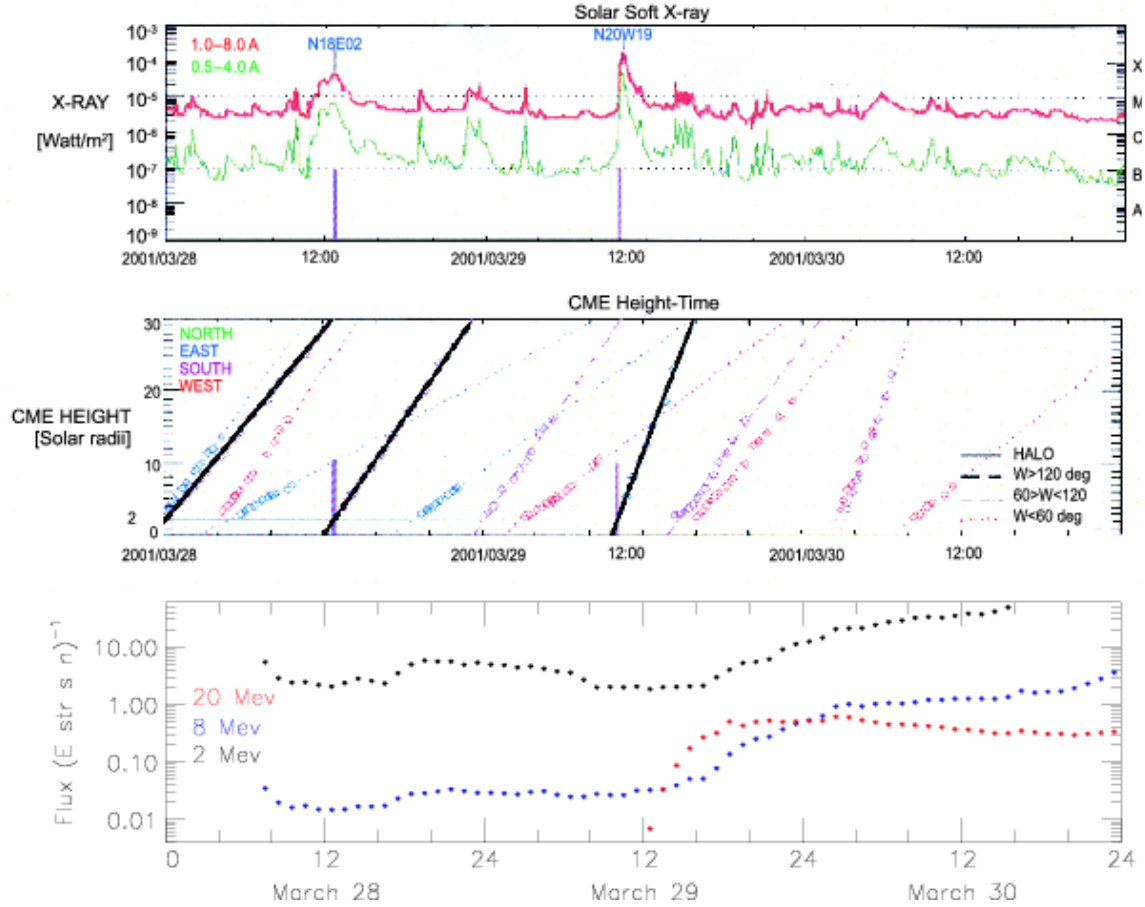 Solar Soft X-ray
10⁻³
1.0–8.0 A
N18E02
N20W19
0.5–4.0 A
10⁻⁴
X
X-RAY
10⁻⁵
M
[Watt/m²]
10⁻⁶
C
10⁻⁷
B
10⁻⁸
A
10⁻⁹
2001/03/28 12:00 2001/03/29 12:00 2001/03/30 12:00
CME Height-Time
30
NORTH
EAST
SOUTH
WEST
20
CME HEIGHT
[Solar radii]
10
HALO
W>120 deg
60>W<120
W<60 deg
2
0
2001/03/28 12:00 2001/03/29 12:00 2001/03/30 12:00
Flux (E str s n)⁻¹
10.00
1.00
0.10
0.01
20 Mev
8 Mev
2 Mev
0 12 24 12 24 12 24
March 28 March 29 March 30